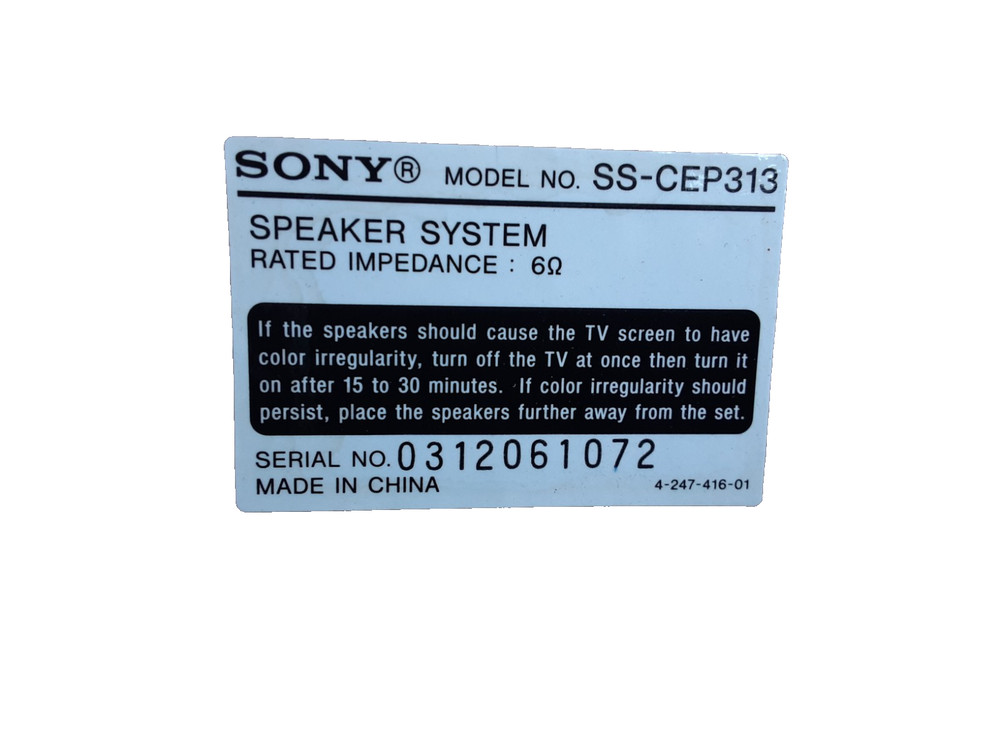 SONY® MODEL NO. SS-CEP313
SPEAKER SYSTEM
RATED IMPEDANCE : 6Ω
If the speakers should cause the TV screen to have
color irregularity, turn off the TV at once then turn it
on after 15 to 30 minutes. If color irregularity should
persist, place the speakers further away from the set.
SERIAL NO. 0312061072
MADE IN CHINA 4-247-416-01